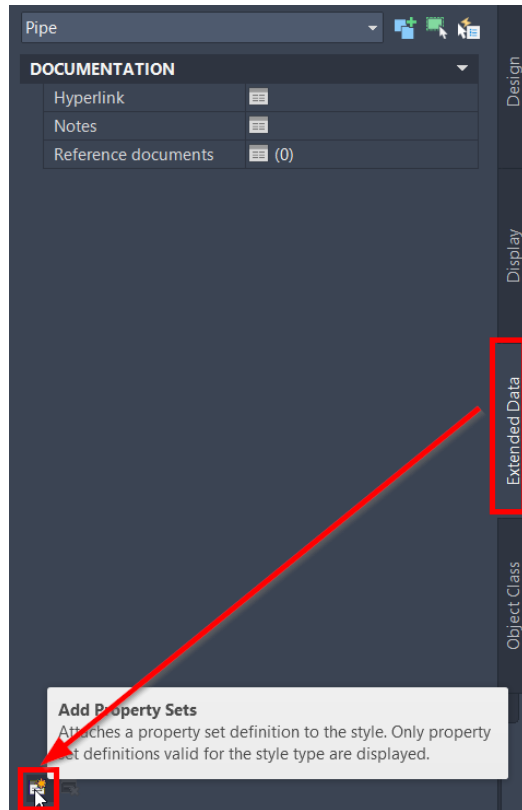 Pipe
DOCUMENTATION
Hyperlink
Notes
Reference documents (0)
Design
Display
Extended Data
Object Class
Add Property Sets
Attaches a property set definition to the style. Only property
set definitions valid for the style type are displayed.